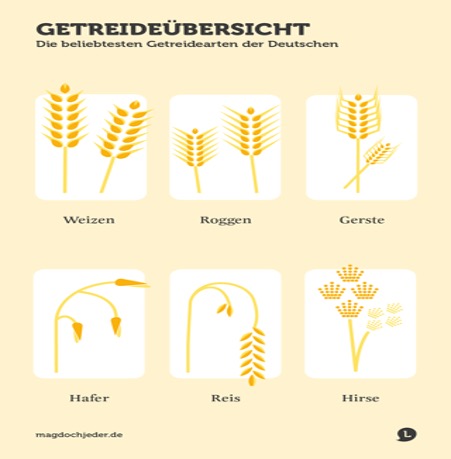 GETREIDEÜBERSICHT
Die beliebtesten Getreidearten der Deutschen
Weizen
Roggen
Gerste
Hafer
Reis
Hirse
magdochjeder.de
L